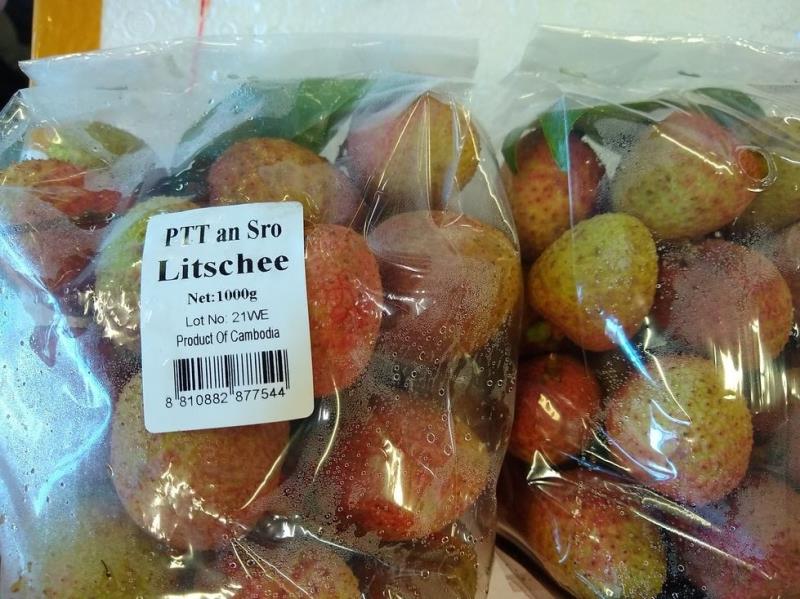 PTT an Sro
Litschee
Net:1000g
Lot No: 21WE
Product Of Cambodia
8 810882 877544